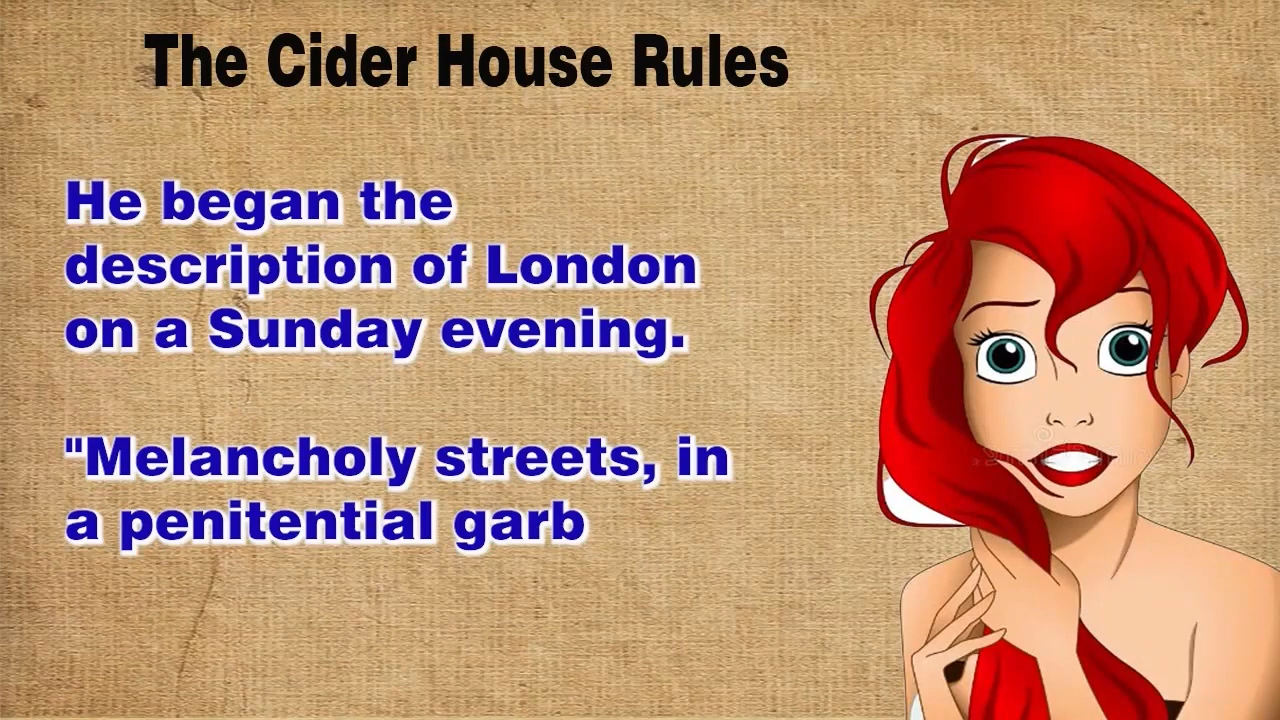 The Cider House Rules
He began the
description of London
on a Sunday evening.
"Melancholy streets, in
a penitential garb